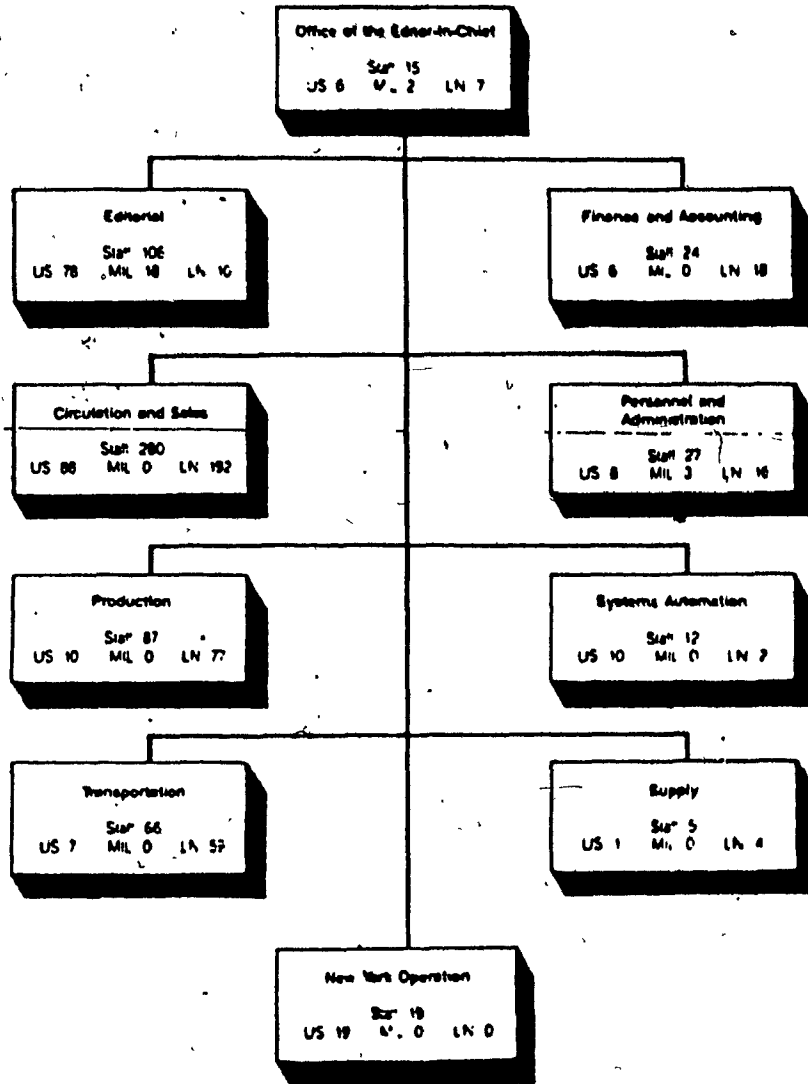 Office of the Editor-In-Chief
Staff 15
US 6 MIL 2 LN 7
Editorial
Staff 106
US 78 MIL 18 LN 10
Finance and Accounting
Staff 24
US 6 MIL 0 LN 18
Circulation and Sales
Staff 280
US 88 MIL 0 LN 192
Personnel and
Administration
Staff 27
US 8 MIL 3 LN 16
Production
Staff 87
US 10 MIL 0 LN 77
Systems Automation
Staff 12
US 10 MIL 0 LN 2
Transportation
Staff 66
US 7 MIL 0 LN 59
Supply
Staff 5
US 1 MIL 0 LN 4
New York Operation
Staff 19
US 19 MIL 0 LN 0